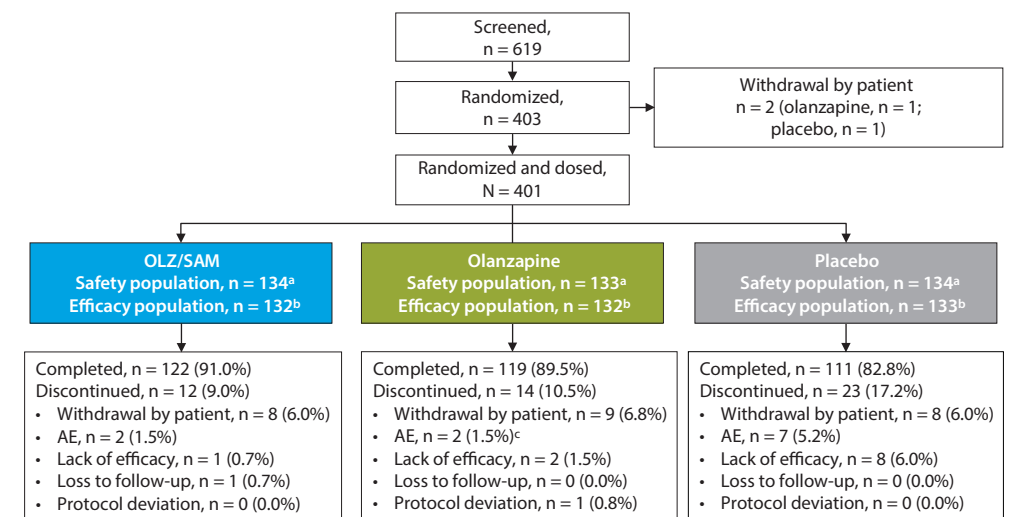 Screened,
n = 619
Randomized,
n = 403
Withdrawal by patient
n = 2 (olanzapine, n = 1;
placebo, n = 1)
Randomized and dosed,
N = 401
OLZ/SAM
Safety population, n = 134ᵃ
Efficacy population, n = 132ᵇ
Olanzapine
Safety population, n = 133ᵃ
Efficacy population, n = 132ᵇ
Placebo
Safety population, n = 134ᵃ
Efficacy population, n = 133ᵇ
Completed, n = 122 (91.0%)
Discontinued, n = 12 (9.0%)
• Withdrawal by patient, n = 8 (6.0%)
• AE, n = 2 (1.5%)
• Lack of efficacy, n = 1 (0.7%)
• Loss to follow-up, n = 1 (0.7%)
• Protocol deviation, n = 0 (0.0%)
Completed, n = 119 (89.5%)
Discontinued, n = 14 (10.5%)
• Withdrawal by patient, n = 9 (6.8%)
• AE, n = 2 (1.5%)ᶜ
• Lack of efficacy, n = 2 (1.5%)
• Loss to follow-up, n = 0 (0.0%)
• Protocol deviation, n = 1 (0.8%)
Completed, n = 111 (82.8%)
Discontinued, n = 23 (17.2%)
• Withdrawal by patient, n = 8 (6.0%)
• AE, n = 7 (5.2%)
• Lack of efficacy, n = 8 (6.0%)
• Loss to follow-up, n = 0 (0.0%)
• Protocol deviation, n = 0 (0.0%)